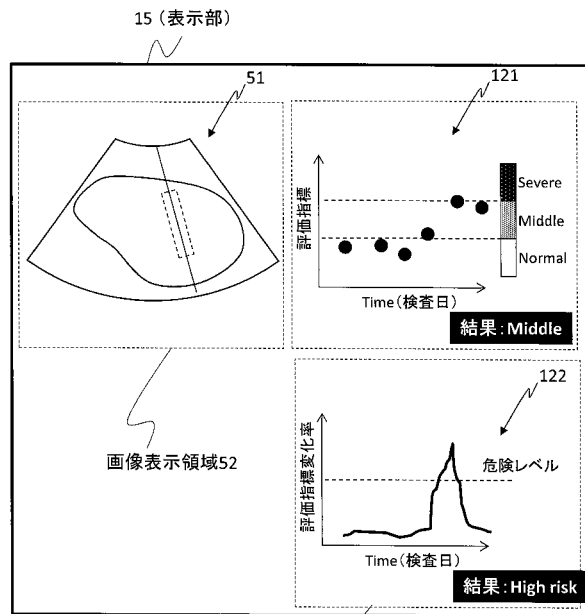 15（表示部）
51
121
評価指標
Severe
Middle
Normal
Time（検査日）
結果：Middle
画像表示領域52
122
評価指標変化率
危険レベル
Time（検査日）
結果：High risk